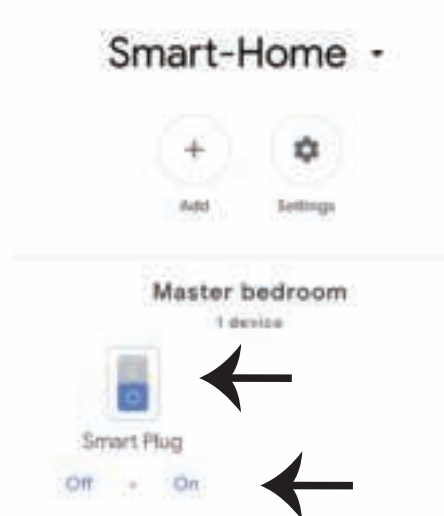 Smart-Home
Add Settings
Master bedroom
1 device
Smart Plug
Off • On